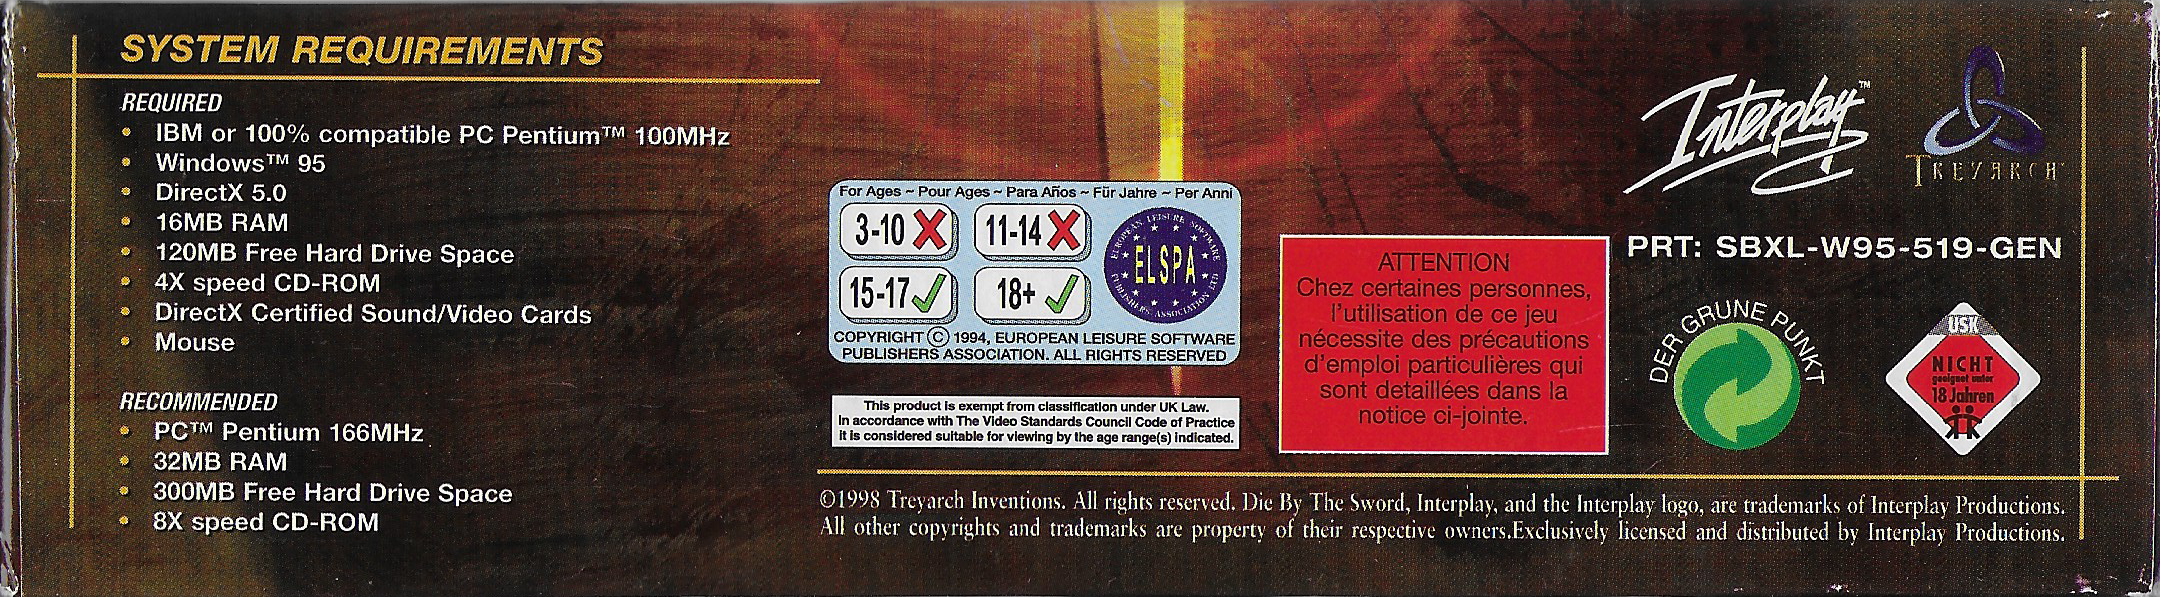 SYSTEM REQUIREMENTS
REQUIRED
• IBM or 100% compatible PC Pentium™ 100MHz
• Windows™ 95
• DirectX 5.0
• 16MB RAM
• 120MB Free Hard Drive Space
• 4X speed CD-ROM
• DirectX Certified Sound/Video Cards
• Mouse
RECOMMENDED
• PC™ Pentium 166MHz
• 32MB RAM
• 300MB Free Hard Drive Space
• 8X speed CD-ROM
For Ages ~ Pour Ages ~ Para Años ~ Für Jahre ~ Per Anni
3-10
11-14
15-17
18+
EUROPEAN LEISURE SOFTWARE
ELSPA
PUBLISHERS ASSOCIATION LTD
COPYRIGHT © 1994, EUROPEAN LEISURE SOFTWARE
PUBLISHERS ASSOCIATION. ALL RIGHTS RESERVED
This product is exempt from classification under UK Law.
In accordance with The Video Standards Council Code of Practice
it is considered suitable for viewing by the age range(s) indicated.
ATTENTION
Chez certaines personnes,
l'utilisation de ce jeu
nécessite des précautions
d'emploi particulières qui
sont detaillées dans la
notice ci-jointe.
Interplay™
TREYARCH™
PRT: SBXL-W95-519-GEN
DER GRUNE PUNKT
USK
NICHT
geeignet unter
18 Jahren
©1998 Treyarch Inventions. All rights reserved. Die By The Sword, Interplay, and the Interplay logo, are trademarks of Interplay Productions.
All other copyrights and trademarks are property of their respective owners.Exclusively licensed and distributed by Interplay Productions.